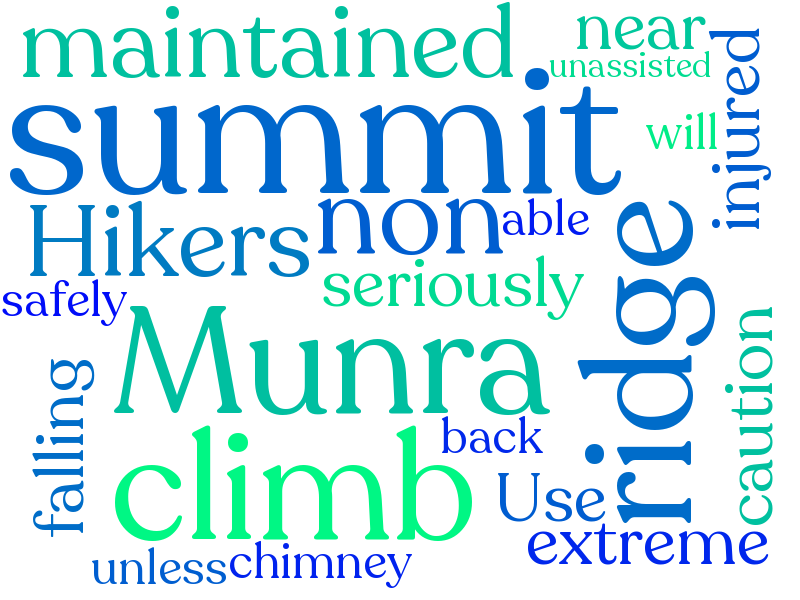 maintained
near
unassisted
summit
will
injured
Hikers
non
able
ridge
safely
seriously
Munra
caution
falling
back
climb
Use
extreme
unless
chimney